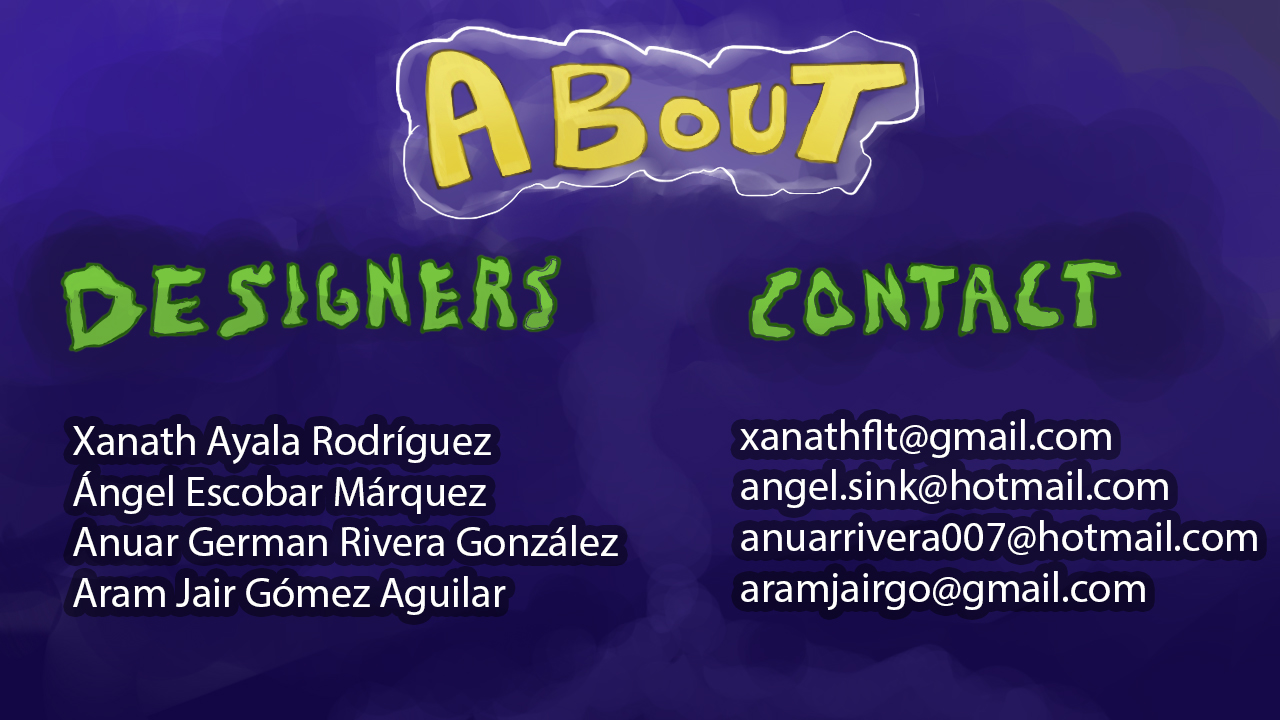 ABOUT
DESIGNERS
Xanath Ayala Rodríguez
Ángel Escobar Márquez
Anuar German Rivera González
Aram Jair Gómez Aguilar
CONTACT
xanathflt@gmail.com
angel.sink@hotmail.com
anuarrivera007@hotmail.com
aramjairgo@gmail.com